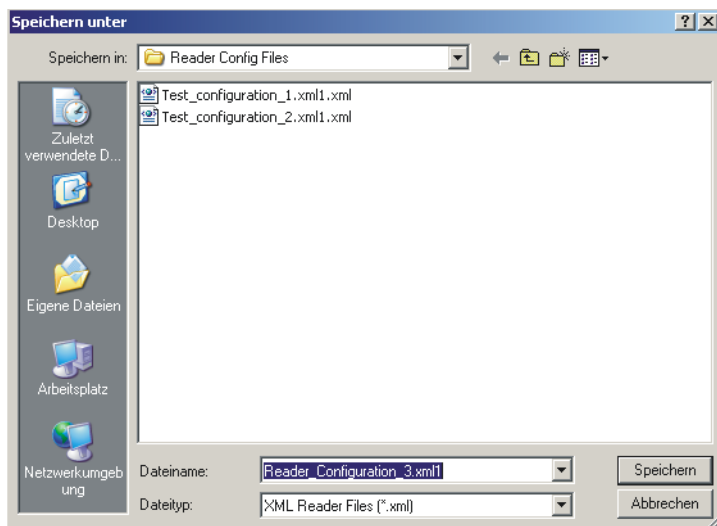 Speichern unter
Speichern in: Reader Config Files
Test_configuration_1.xml1.xml
Test_configuration_2.xml1.xml
Zuletzt
verwendete D...
Desktop
Eigene Dateien
Arbeitsplatz
Netzwerkumgeb
ung
Dateiname: Reader_Configuration_3.xml1 Speichern
Dateityp: XML Reader Files (*.xml) Abbrechen